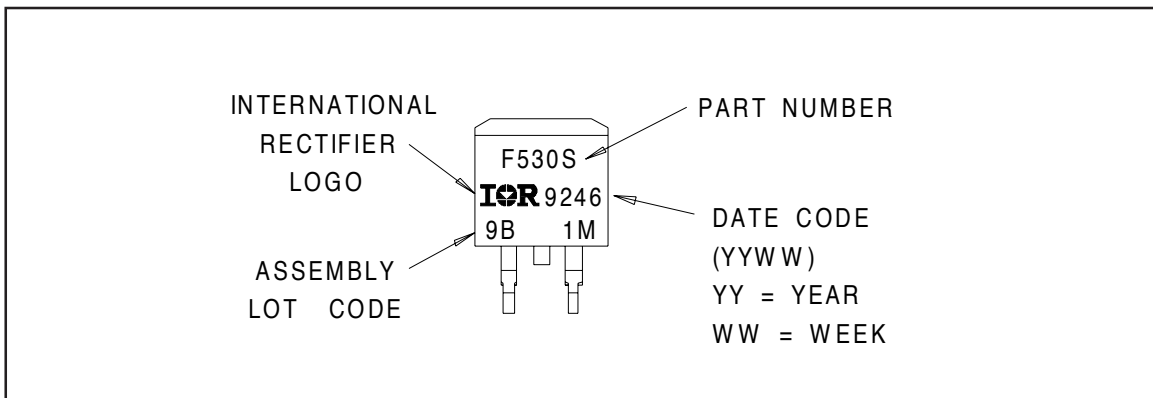 INTERNATIONAL
RECTIFIER
LOGO
ASSEMBLY
LOT CODE
F530S
IOR 9246
9B 1M
PART NUMBER
DATE CODE
(YYWW)
YY = YEAR
WW = WEEK